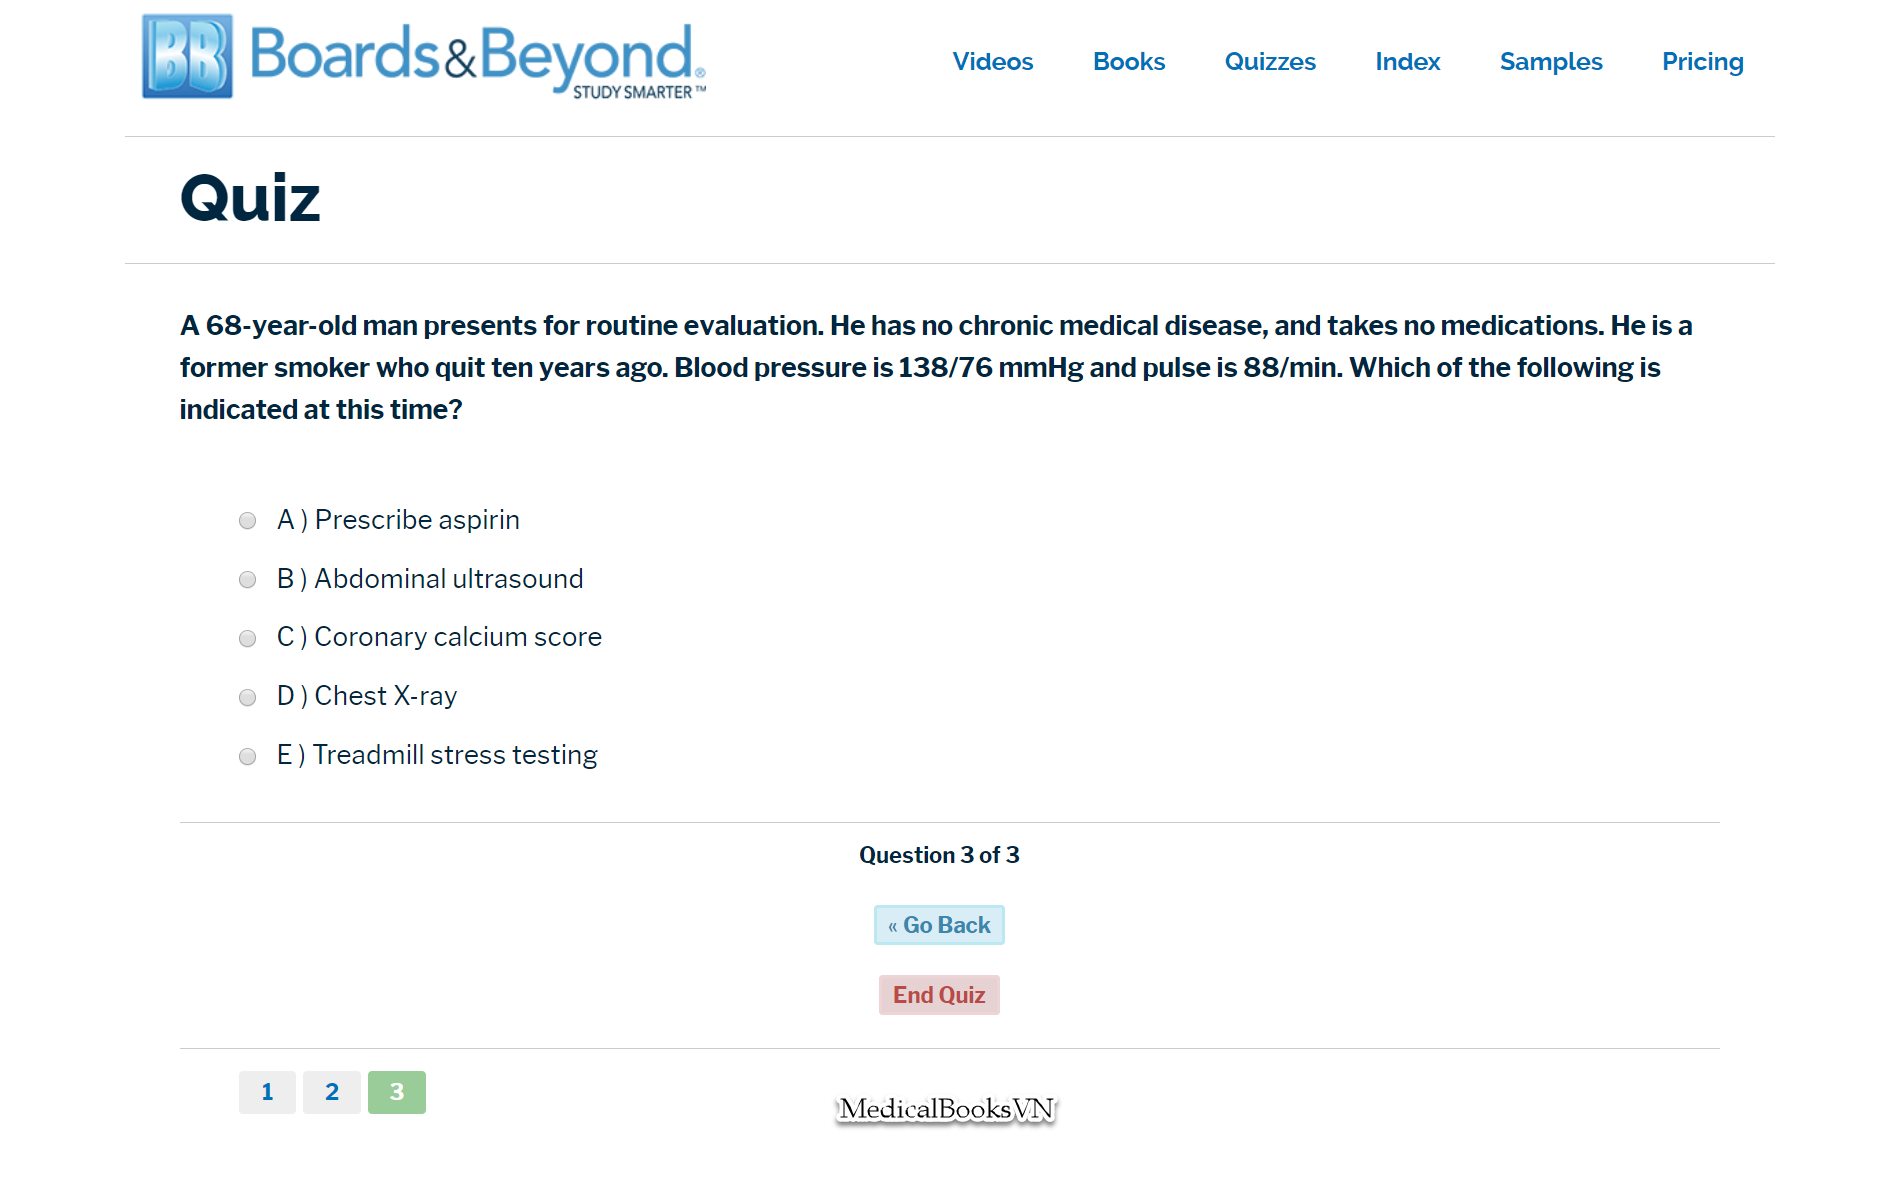 BB Boards&Beyond®
STUDY SMARTER™
Videos Books Quizzes Index Samples Pricing
Quiz
A 68-year-old man presents for routine evaluation. He has no chronic medical disease, and takes no medications. He is a
former smoker who quit ten years ago. Blood pressure is 138/76 mmHg and pulse is 88/min. Which of the following is
indicated at this time?
A ) Prescribe aspirin
B ) Abdominal ultrasound
C ) Coronary calcium score
D ) Chest X-ray
E ) Treadmill stress testing
Question 3 of 3
« Go Back
End Quiz
1 2 3
MedicalBooksVN